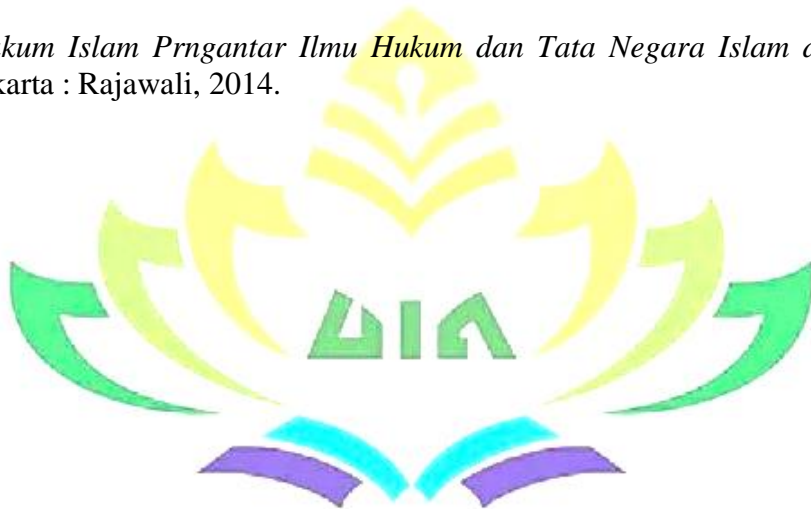 kum Islam Prngantar Ilmu Hukum dan Tata Negara Islam
karta : Rajawali, 2014.
UIN